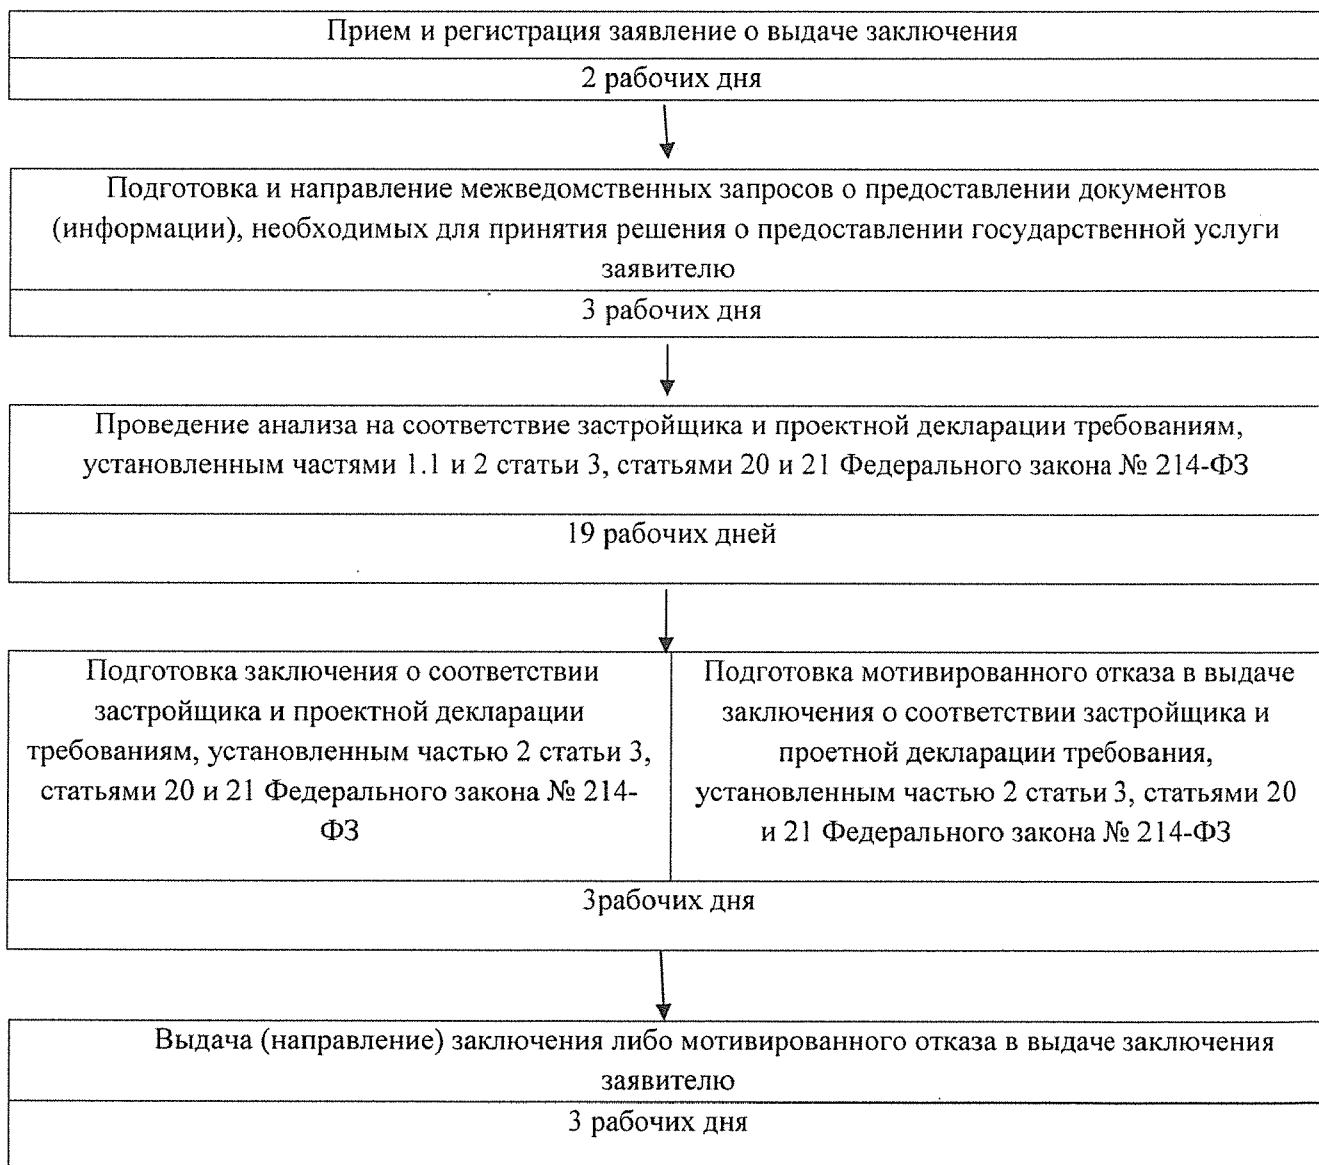 Прием и регистрация заявление о выдаче заключения
2 рабочих дня
Подготовка и направление межведомственных запросов о предоставлении документов
(информации), необходимых для принятия решения о предоставлении государственной услуги
заявителю
3 рабочих дня
Проведение анализа на соответствие застройщика и проектной декларации требованиям,
установленным частями 1.1 и 2 статьи 3, статьями 20 и 21 Федерального закона № 214-ФЗ
19 рабочих дней
Подготовка заключения о соответствии
застройщика и проектной декларации
требованиям, установленным частью 2 статьи 3,
статьями 20 и 21 Федерального закона № 214-
ФЗ
Подготовка мотивированного отказа в выдаче
заключения о соответствии застройщика и
проетной декларации требования,
установленным частью 2 статьи 3, статьями 20
и 21 Федерального закона № 214-ФЗ
3рабочих дня
Выдача (направление) заключения либо мотивированного отказа в выдаче заключения
заявителю
3 рабочих дня